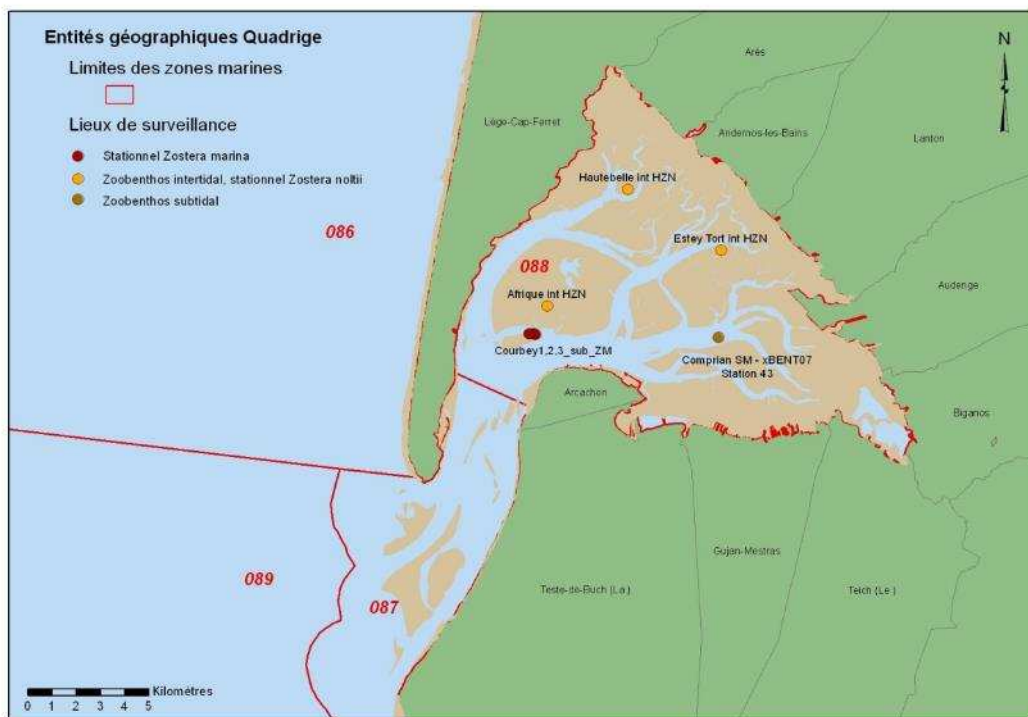 Entités géographiques Quadrige
Limites des zones marines
Lieux de surveillance
Stationnel Zostera marina
Zoobenthos intertidal, stationnel Zostera noltii
Zoobenthos subtidal
N
Arès
Lège-Cap-Ferret
Andernos-les-Bains
Lanton
Hautebelle int HZN
086
Estey Tort int HZN
088
Audenge
Afrique int HZN
Courbey1,2,3_sub_ZM
Comprian SM - xBENT07
Station 43
Arcachon
Biganos
Gujan-Mestras
089
Teste-de-Buch (La)
Teich (Le)
087
Kilomètres
0 1 2 3 4 5